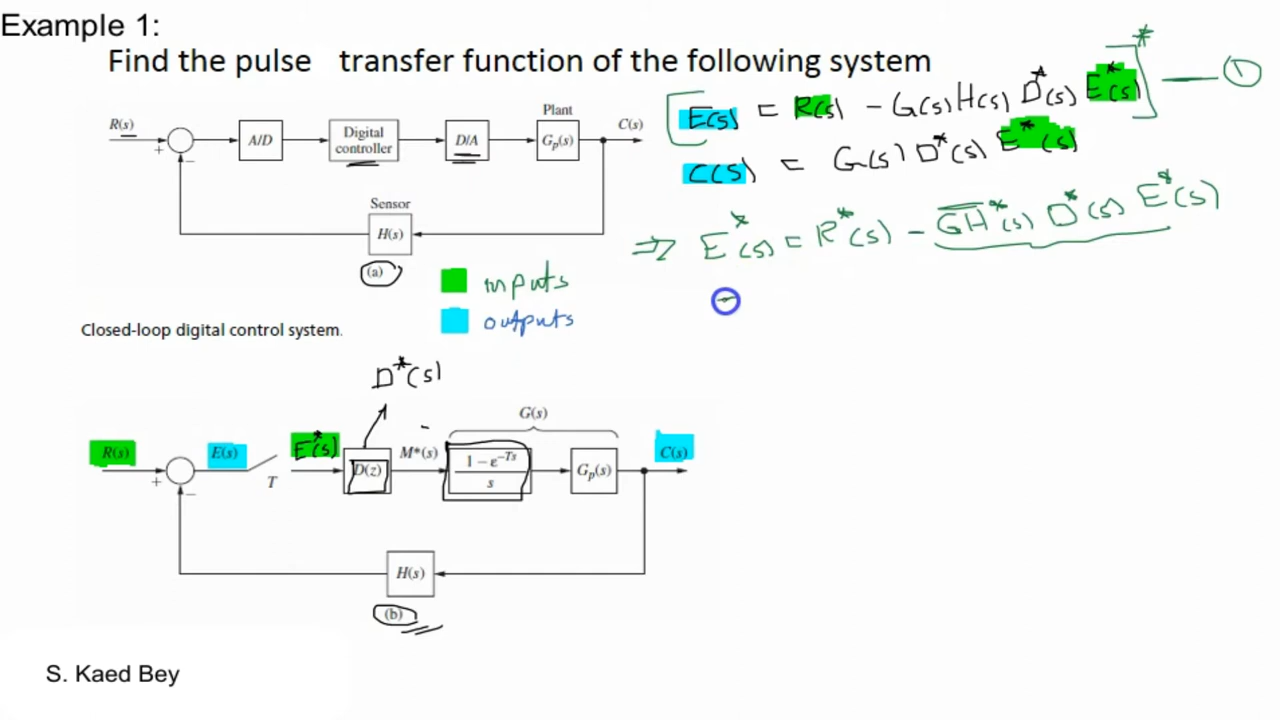 Example 1:
Find the pulse transfer function of the following system
[E(s) = R(s) - G(s)H(s) D*(s) E*(s)]* — ①
C(s) = G(s) D*(s) E*(s)
⇒ E*(s) = R*(s) - \overline{GH}*(s) D*(s) E*(s)
Plant
R(s) + - A/D Digital controller D/A Gp(s) C(s)
Sensor
H(s)
(a)
inputs
outputs
Closed-loop digital control system.
D*(s)
G(s)
R(s) + - E(s) T E*(s) D(z) M*(s) 1 - ε^{-Ts} / s Gp(s) C(s)
H(s)
(b)
S. Kaed Bey